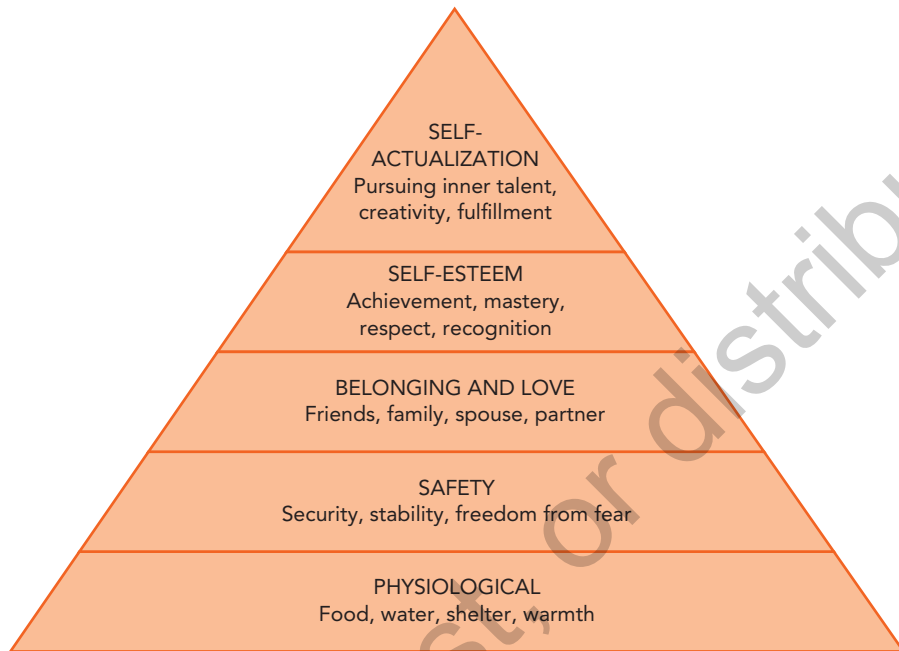 SELF-
ACTUALIZATION
Pursuing inner talent,
creativity, fulfillment
SELF-ESTEEM
Achievement, mastery,
respect, recognition
BELONGING AND LOVE
Friends, family, spouse, partner
SAFETY
Security, stability, freedom from fear
PHYSIOLOGICAL
Food, water, shelter, warmth
or